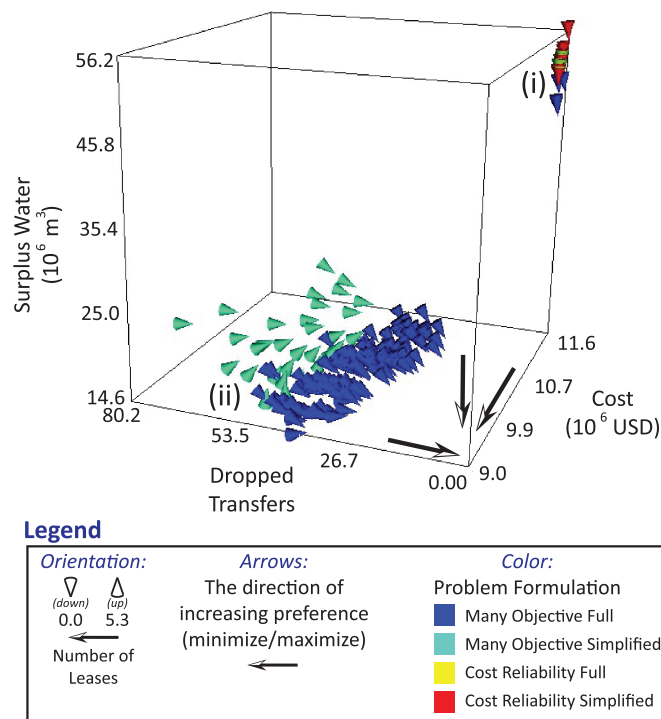 56.2
45.8
35.4
25.0
14.6
Surplus Water
(10⁶ m³)
80.2
53.5
26.7
0.00
Dropped
Transfers
11.6
10.7
9.9
9.0
Cost
(10⁶ USD)
(i)
(ii)
Legend
Orientation:
(down) (up)
0.0 5.3
Number of
Leases
Arrows:
The direction of
increasing preference
(minimize/maximize)
Color:
Problem Formulation
Many Objective Full
Many Objective Simplified
Cost Reliability Full
Cost Reliability Simplified